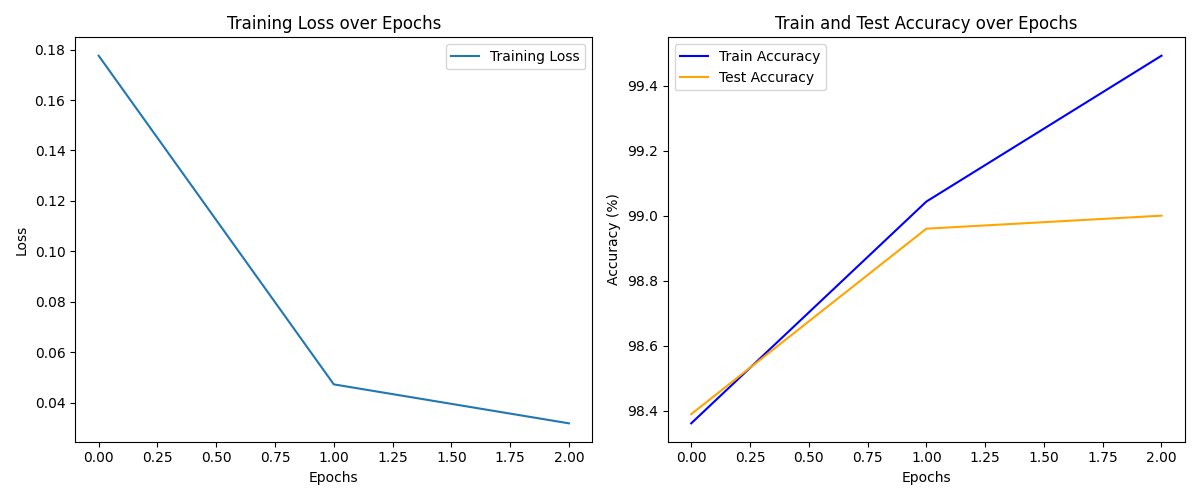 Training Loss over Epochs
Training Loss
0.18
0.16
0.14
0.12
0.10
0.08
0.06
0.04
Loss
0.00 0.25 0.50 0.75 1.00 1.25 1.50 1.75 2.00
Epochs
Train and Test Accuracy over Epochs
Train Accuracy
Test Accuracy
99.4
99.2
99.0
98.8
98.6
98.4
Accuracy (%)
0.00 0.25 0.50 0.75 1.00 1.25 1.50 1.75 2.00
Epochs